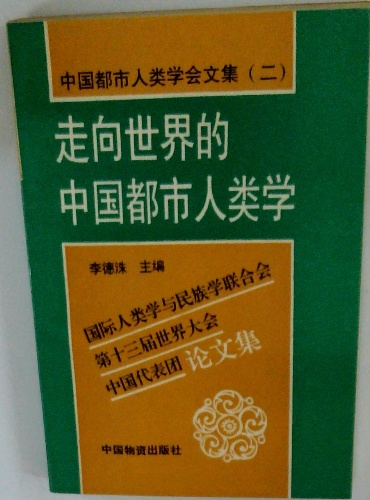 中国都市人类学会文集（二）
走向世界的
中国都市人类学
李德洙 主编
国际人类学与民族学联合会
第十三届世界大会
中国代表团 论文集
中国物资出版社